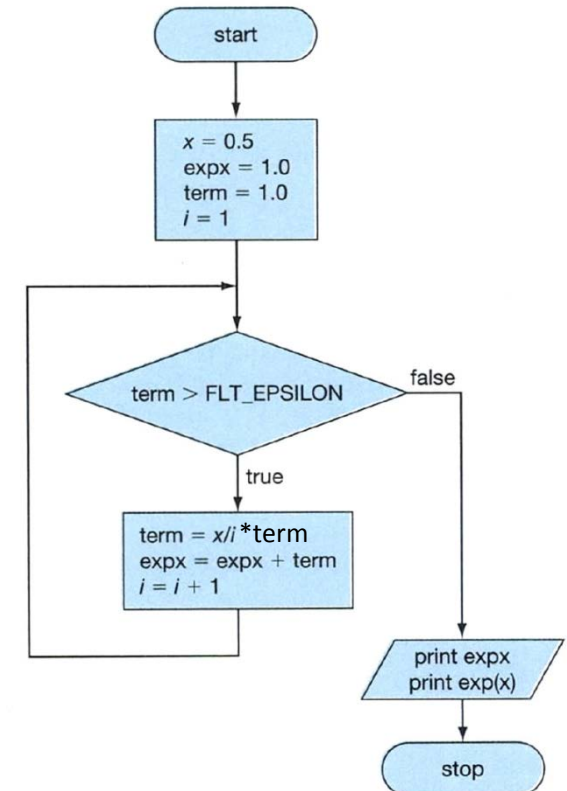 start
x = 0.5
expx = 1.0
term = 1.0
i = 1
term > FLT_EPSILON
false
true
term = x/i*term
expx = expx + term
i = i + 1
print expx
print exp(x)
stop